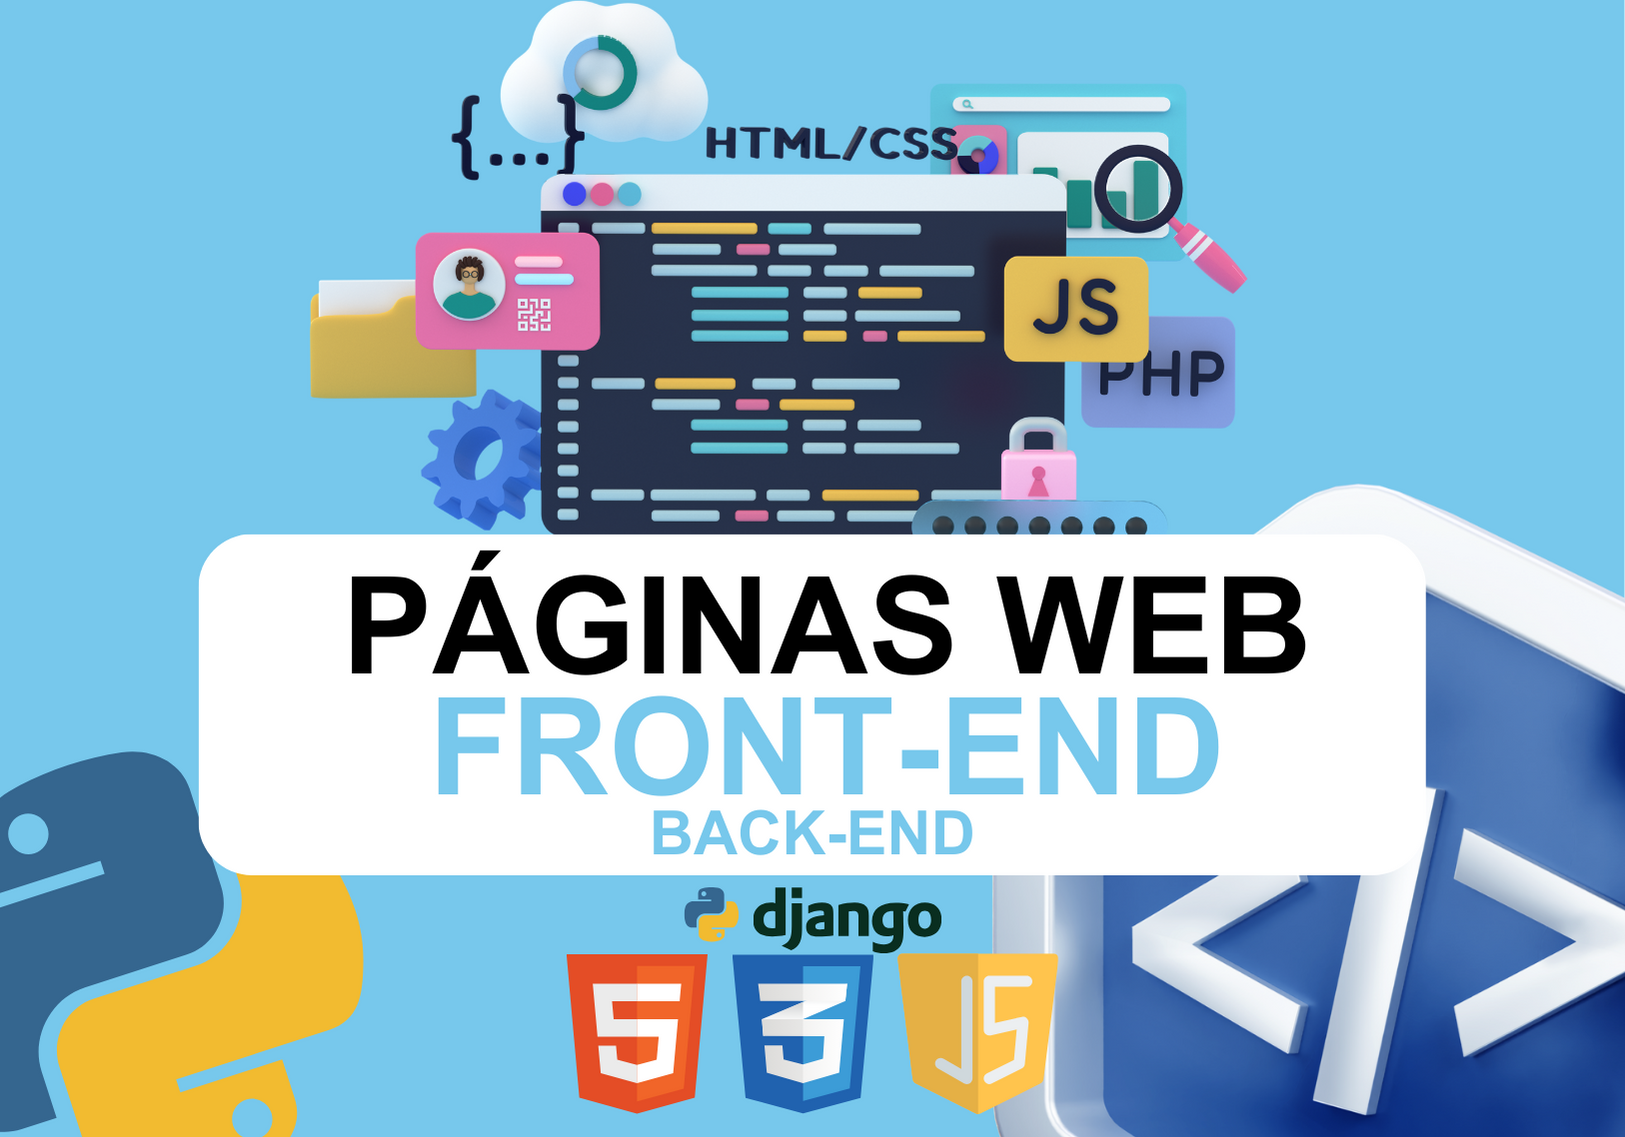 {...}
HTML/CSS
JS
PHP
PÁGINAS WEB
FRONT-END
BACK-END
django
5
3
JS
</>